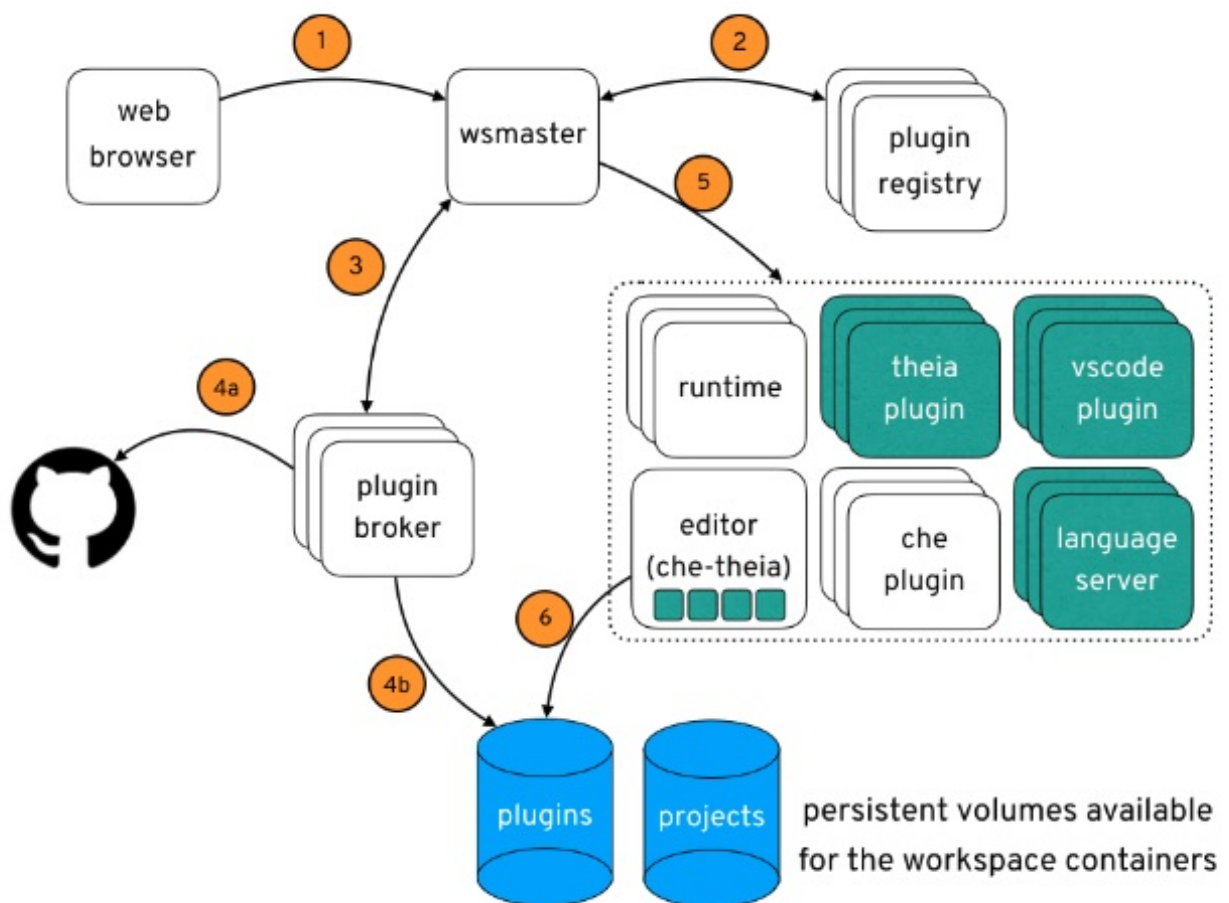 1
2
web
browser
wsmaster
plugin
registry
5
3
runtime
theia
plugin
vscode
plugin
4a
plugin
broker
editor
(che-theia)
che
plugin
language
server
6
4b
plugins
projects
persistent volumes available
for the workspace containers